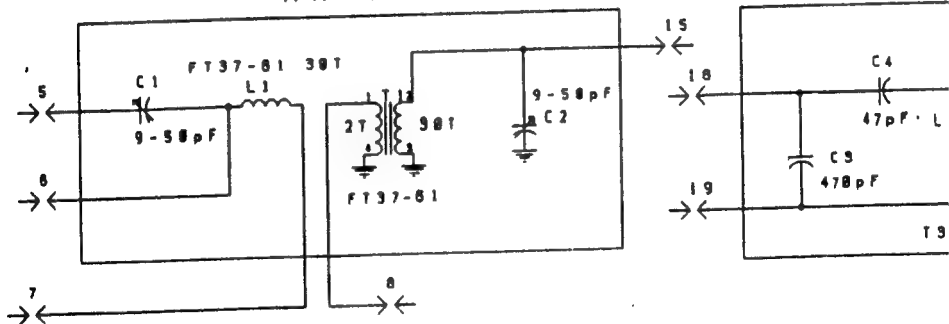 15
5
C1
FT37-61 30T
L1
9-50pF
1
T
2T
30T
4
FT37-61
9-50pF
C2
6
7
8
18
C4
47pF
L
C3
470pF
19
T3